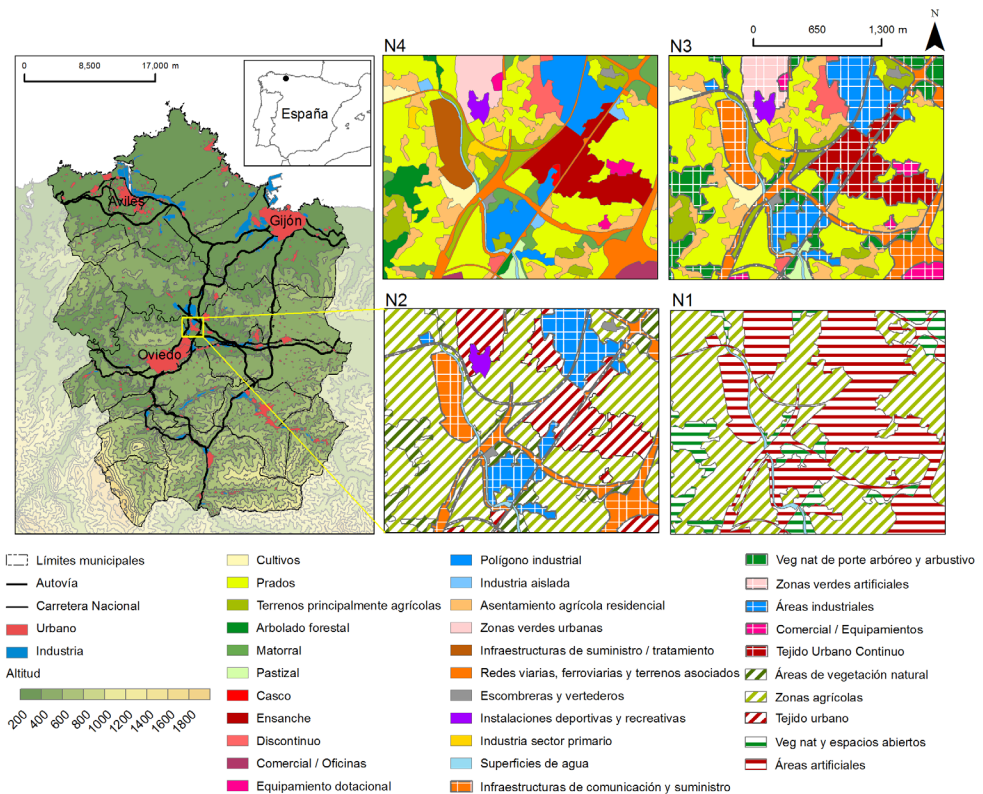 N
0 650 1,300 m
N4
N3
0 8,500 17,000 m
España
Aviles
Gijón
Oviedo
N2
N1
Límites municipales
Autovía
Carretera Nacional
Urbano
Industria
Altitud
200 400 600 800 1000 1200 1400 1600 1800
Cultivos
Prados
Terrenos principalmente agrícolas
Arbolado forestal
Matorral
Pastizal
Casco
Ensanche
Discontinuo
Comercial / Oficinas
Equipamiento dotacional
Polígono industrial
Industria aislada
Asentamiento agrícola residencial
Zonas verdes urbanas
Infraestructuras de suministro / tratamiento
Redes viarias, ferroviarias y terrenos asociados
Escombreras y vertederos
Instalaciones deportivas y recreativas
Industria sector primario
Superficies de agua
Infraestructuras de comunicación y suministro
Veg nat de porte arbóreo y arbustivo
Zonas verdes artificiales
Áreas industriales
Comercial / Equipamientos
Tejido Urbano Continuo
Áreas de vegetación natural
Zonas agrícolas
Tejido urbano
Veg nat y espacios abiertos
Áreas artificiales